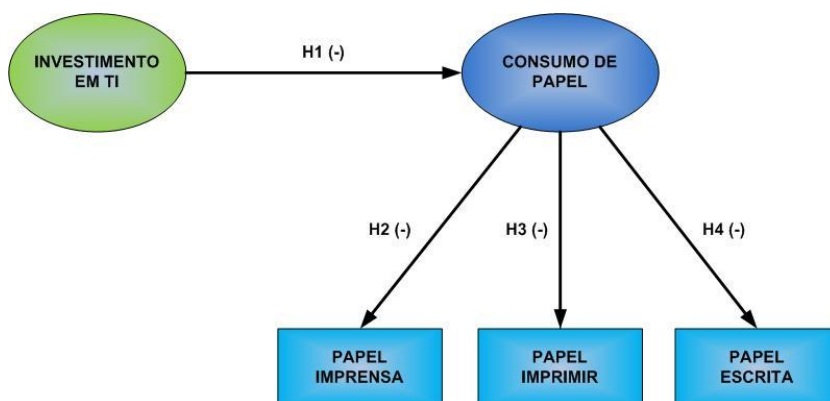 INVESTIMENTO
EM TI
H1 (-)
CONSUMO DE
PAPEL
H2 (-)
H3 (-)
H4 (-)
PAPEL
IMPRENSA
PAPEL
IMPRIMIR
PAPEL
ESCRITA